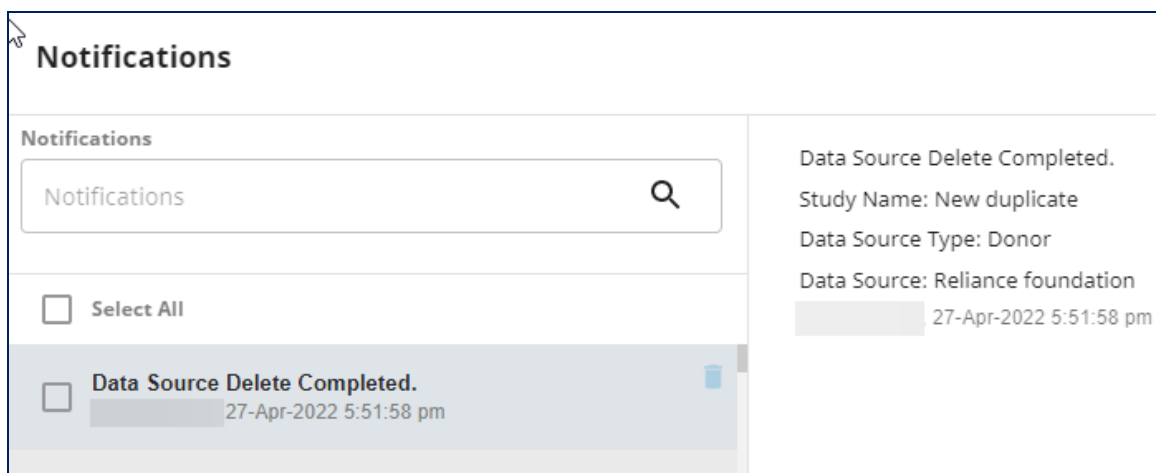 Notifications
Notifications
Notifications
Select All
Data Source Delete Completed.
27-Apr-2022 5:51:58 pm
Data Source Delete Completed.
Study Name: New duplicate
Data Source Type: Donor
Data Source: Reliance foundation
27-Apr-2022 5:51:58 pm